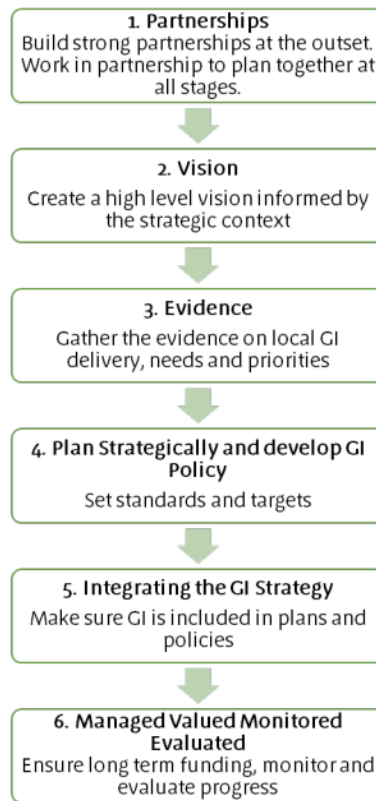 1. Partnerships
Build strong partnerships at the outset.
Work in partnership to plan together at
all stages.
2. Vision
Create a high level vision informed by
the strategic context
3. Evidence
Gather the evidence on local GI
delivery, needs and priorities
4. Plan Strategically and develop GI
Policy
Set standards and targets
5. Integrating the GI Strategy
Make sure GI is included in plans and
policies
6. Managed Valued Monitored
Evaluated
Ensure long term funding, monitor and
evaluate progress